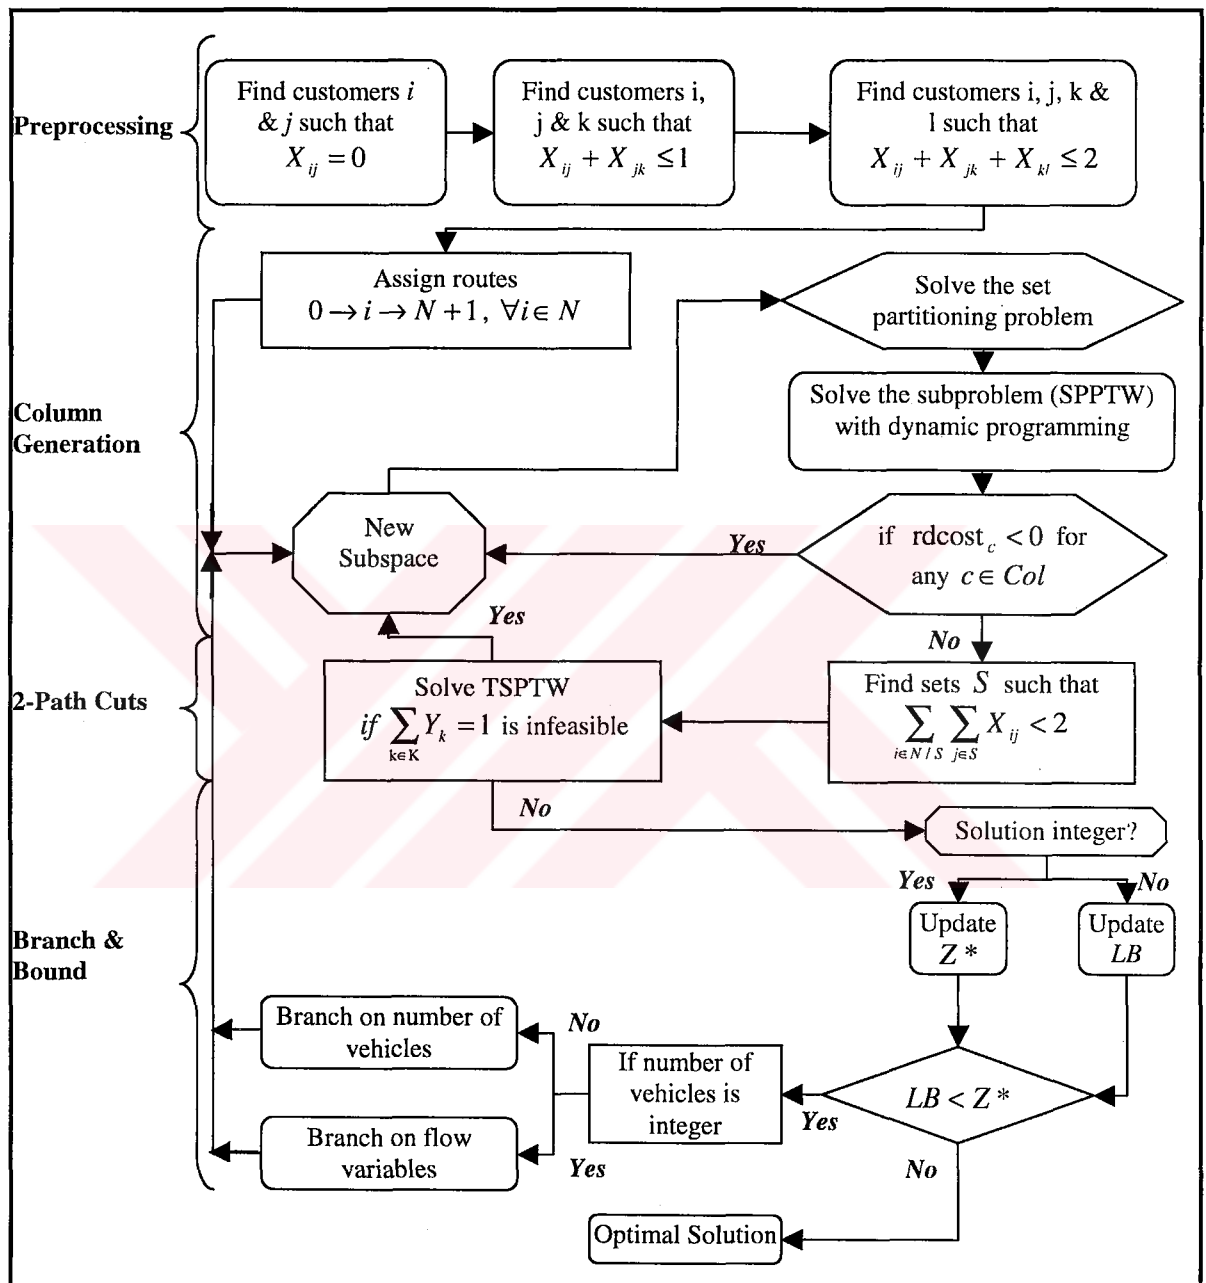 Preprocessing
Find customers i
& j such that
X_ij = 0
Find customers i,
j & k such that
X_ij + X_jk ≤ 1
Find customers i, j, k &
l such that
X_ij + X_jk + X_kl ≤ 2
Column
Generation
Assign routes
0 → i → N + 1, ∀i ∈ N
Solve the set
partitioning problem
Solve the subproblem (SPPTW)
with dynamic programming
New
Subspace
Yes
if rdcost_c < 0 for
any c ∈ Col
Yes
No
2-Path Cuts
Solve TSPTW
if ∑_{k∈K} Y_k = 1 is infeasible
Find sets S such that
∑_{i∈N/S} ∑_{j∈S} X_ij < 2
No
Solution integer?
Yes
No
Update
Z*
Update
LB
Branch &
Bound
Branch on number of
vehicles
No
If number of
vehicles is
integer
Yes
LB < Z*
Branch on flow
variables
Yes
No
Optimal Solution